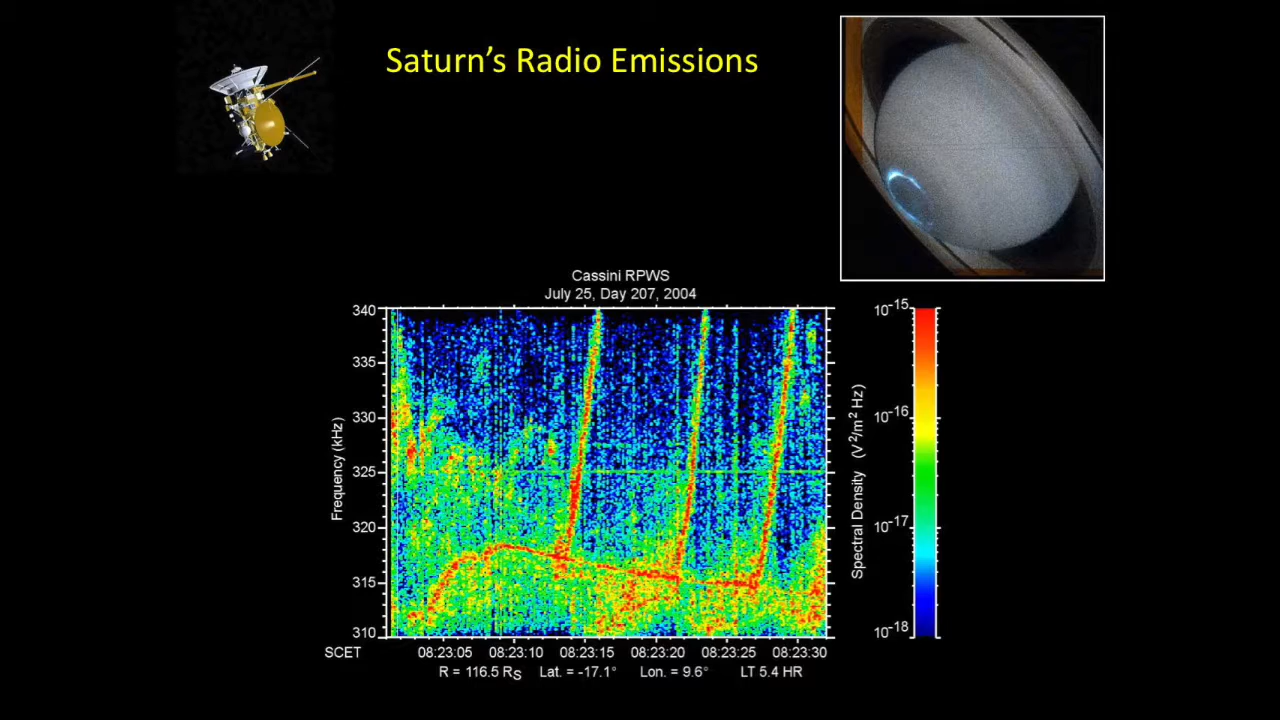 Saturn's Radio Emissions
Cassini RPWS
July 25, Day 207, 2004
340
335
330
325
320
315
310
Frequency (kHz)
SCET 08:23:05 08:23:10 08:23:15 08:23:20 08:23:25 08:23:30
R = 116.5 R_S Lat. = -17.1° Lon. = 9.6° LT 5.4 HR
10^-15
10^-16
10^-17
10^-18
Spectral Density (V^2/m^2 Hz)